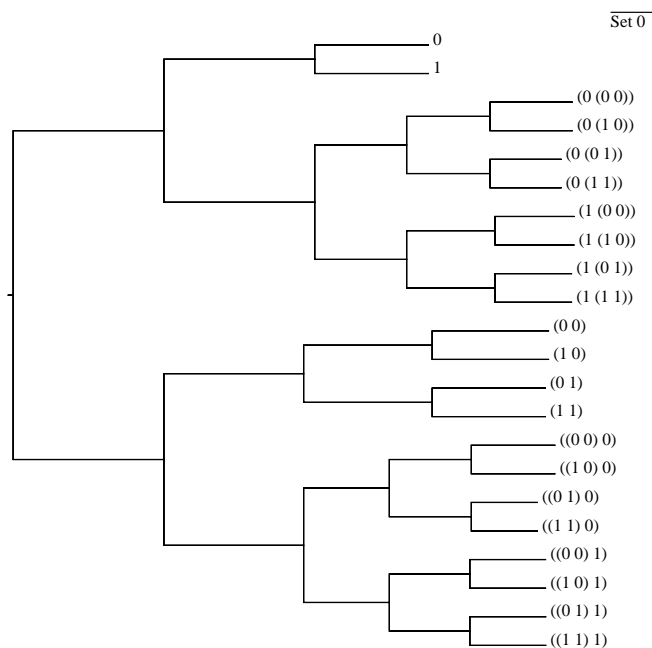 Set 0
0
1
(0 (0 0))
(0 (1 0))
(0 (0 1))
(0 (1 1))
(1 (0 0))
(1 (1 0))
(1 (0 1))
(1 (1 1))
(0 0)
(1 0)
(0 1)
(1 1)
((0 0) 0)
((1 0) 0)
((0 1) 0)
((1 1) 0)
((0 0) 1)
((1 0) 1)
((0 1) 1)
((1 1) 1)